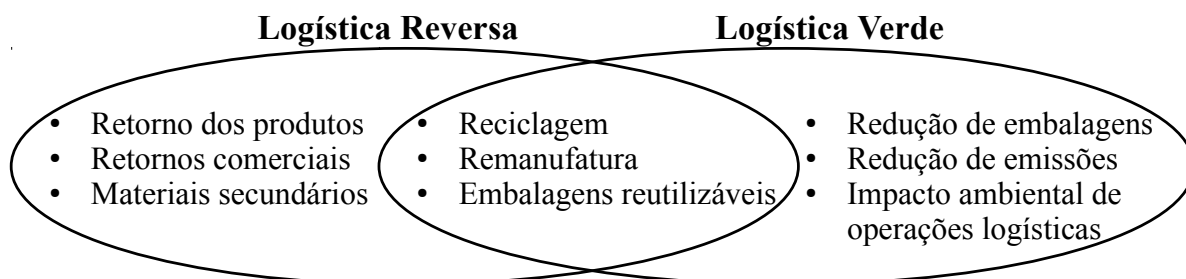 Logística Reversa
Logística Verde
• Retorno dos produtos
• Retornos comerciais
• Materiais secundários
• Reciclagem
• Remanufatura
• Embalagens reutilizáveis
• Redução de embalagens
• Redução de emissões
• Impacto ambiental de
operações logísticas